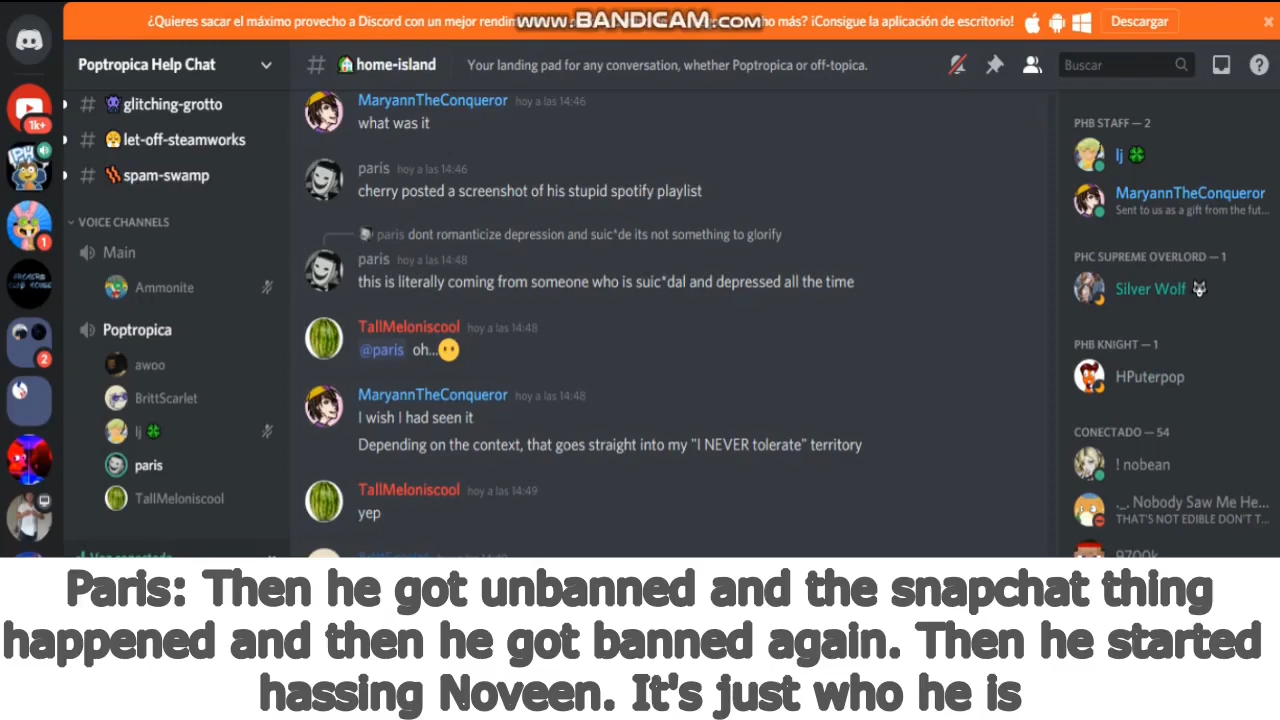 ¿Quieres sacar el máximo provecho a Discord con un mejor rendim
www.BANDICAM.com
ho más? ¡Consigue la aplicación de escritorio!
Descargar
Poptropica Help Chat
home-island
Your landing pad for any conversation, whether Poptropica or off-topica.
Buscar
1k+
1
2
glitching-grotto
let-off-steamworks
spam-swamp
VOICE CHANNELS
Main
Ammonite
Poptropica
awoo
BrittScarlet
lj
paris
TallMeloniscool
MaryannTheConqueror hoy a las 14:46
what was it
paris hoy a las 14:46
cherry posted a screenshot of his stupid spotify playlist
paris dont romanticize depression and suic*de its not something to glorify
paris hoy a las 14:48
this is literally coming from someone who is suic*dal and depressed all the time
TallMeloniscool hoy a las 14:48
@paris oh...😶
MaryannTheConqueror hoy a las 14:48
I wish I had seen it
Depending on the context, that goes straight into my "I NEVER tolerate" territory
TallMeloniscool hoy a las 14:49
yep
PHB STAFF — 2
lj
MaryannTheConqueror
Sent to us as a gift from the fut...
PHC SUPREME OVERLORD — 1
Silver Wolf
PHB KNIGHT — 1
HPuterpop
CONECTADO — 54
! nobean
._. Nobody Saw Me He...
THAT'S NOT EDIBLE DON'T T...
9700k
Paris: Then he got unbanned and the snapchat thing
happened and then he got banned again. Then he started
hassing Noveen. It's just who he is